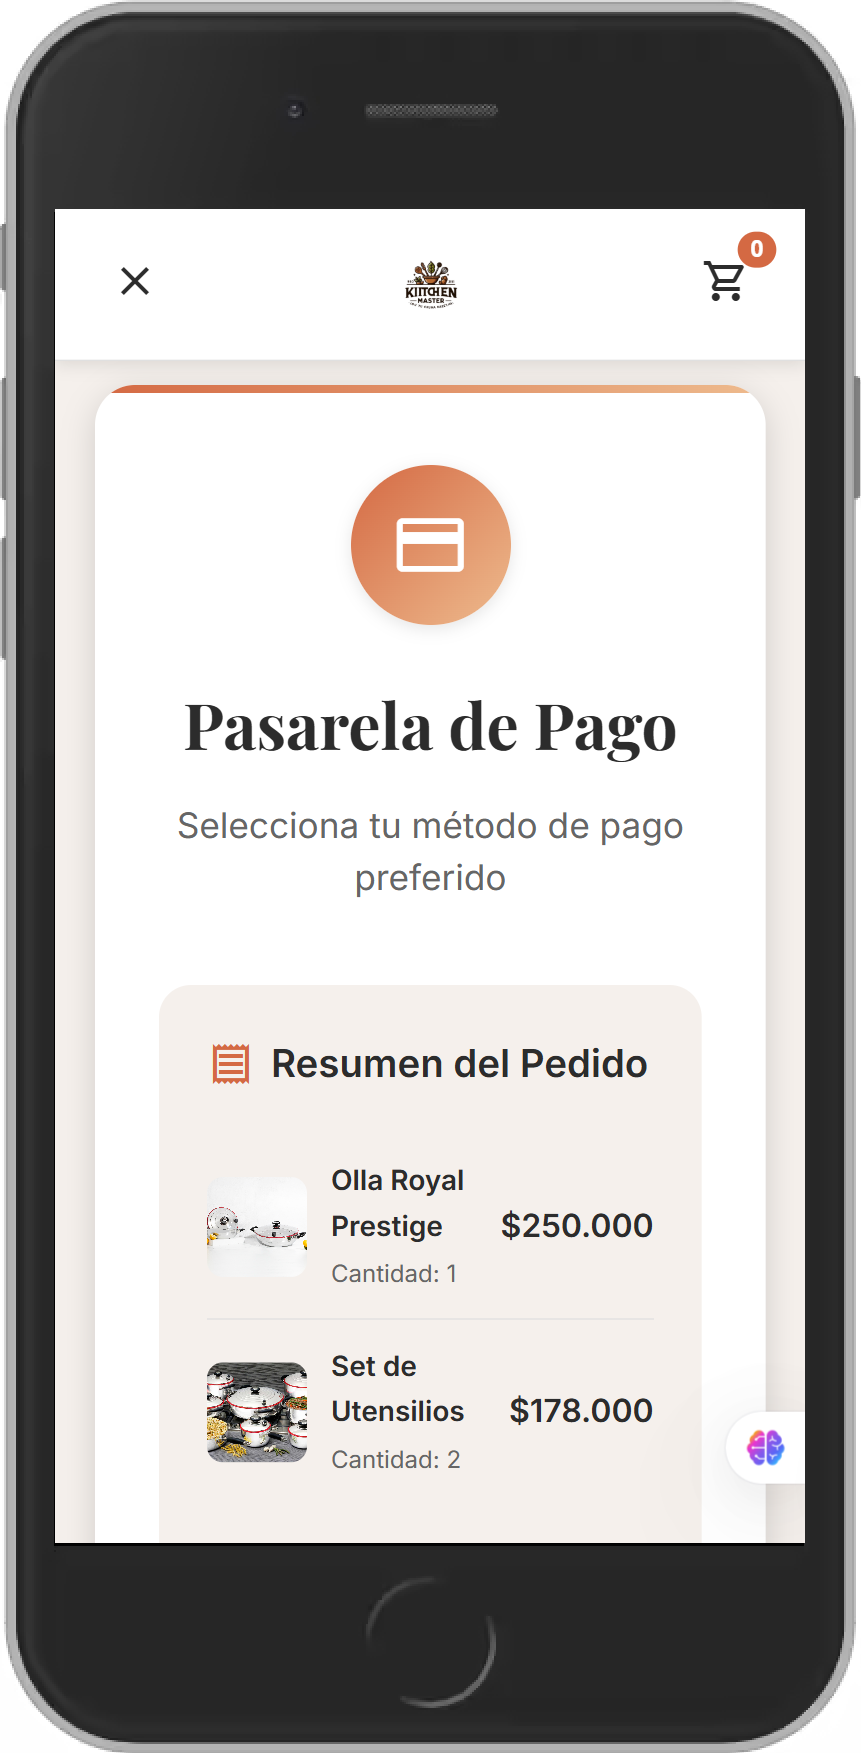 0
KIITCHEN
MASTER
Pasarela de Pago
Selecciona tu método de pago
preferido
Resumen del Pedido
Olla Royal
Prestige
$250.000
Cantidad: 1
Set de
Utensilios
$178.000
Cantidad: 2